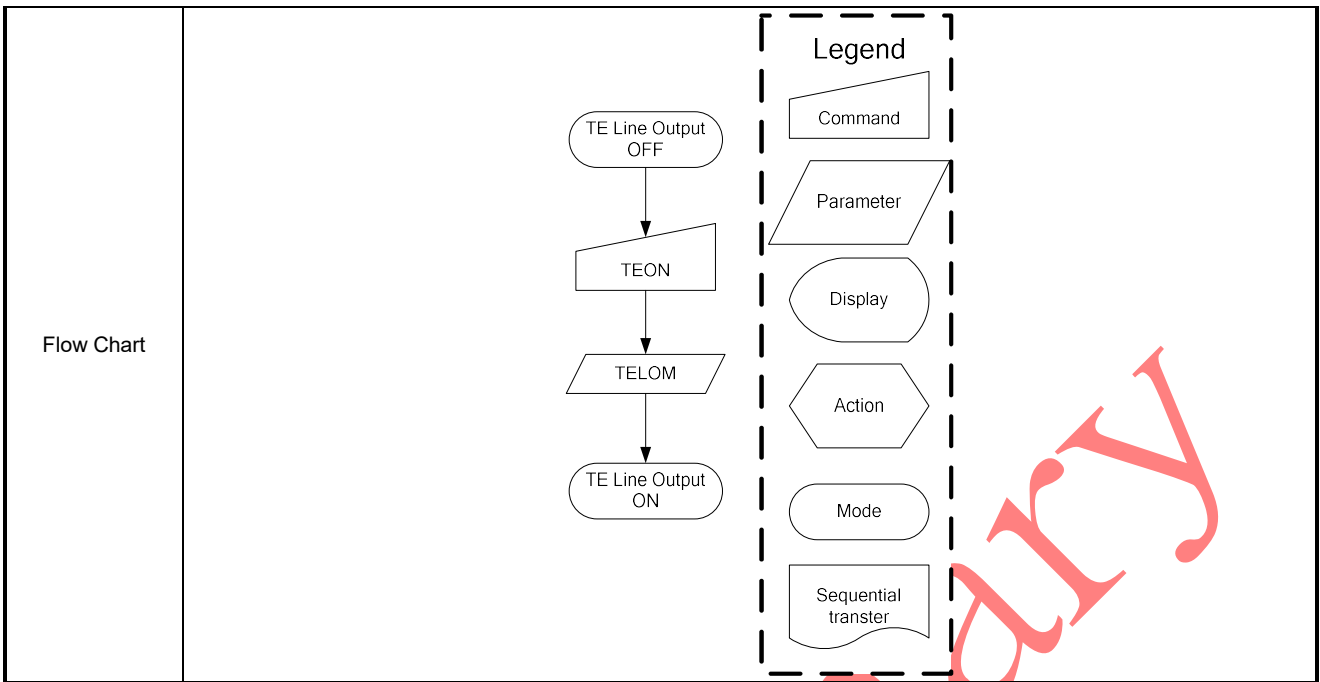 Flow Chart
TE Line Output
OFF
TEON
TELOM
TE Line Output
ON
Legend
Command
Parameter
Display
Action
Mode
Sequential
transter
ary